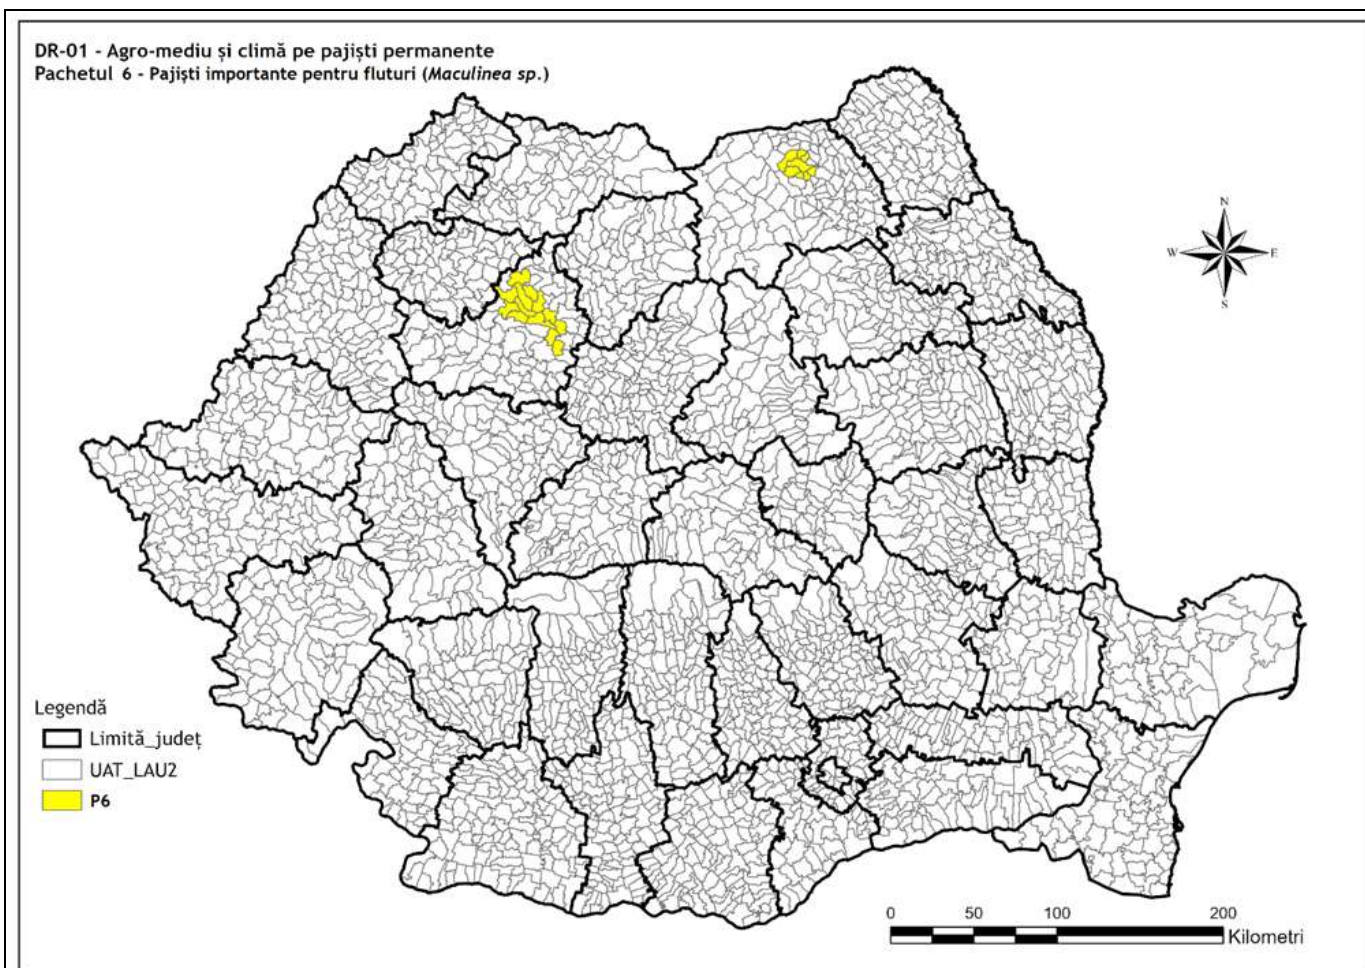 DR-01 - Agro-mediu și climă pe pajiști permanente
Pachetul 6 - Pajiști importante pentru fluturi (Maculinea sp.)
N
W E
S
Legendă
Limită_județ
UAT_LAU2
P6
0 50 100 200
Kilometri